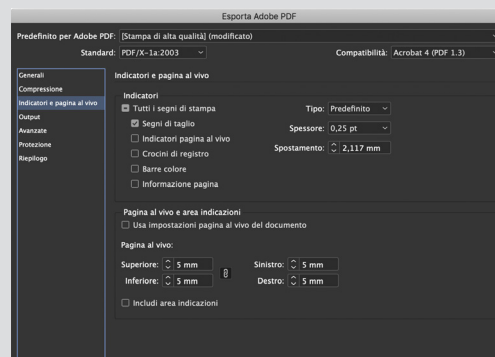 Esporta Adobe PDF
Predefinito per Adobe PDF: [Stampa di alta qualità] (modificato)
Standard: PDF/X-1a:2003 Compatibilità: Acrobat 4 (PDF 1.3)
Generali
Compressione
Indicatori e pagina al vivo
Output
Avanzate
Protezione
Riepilogo
Indicatori e pagina al vivo
Indicatori
Tutti i segni di stampa Tipo: Predefinito
Segni di taglio Spessore: 0,25 pt
Indicatori pagina al vivo Spostamento: 2,117 mm
Crocini di registro
Barre colore
Informazione pagina
Pagina al vivo e area indicazioni
Usa impostazioni pagina al vivo del documento
Pagina al vivo:
Superiore: 5 mm Sinistro: 5 mm
Inferiore: 5 mm Destro: 5 mm
Includi area indicazioni